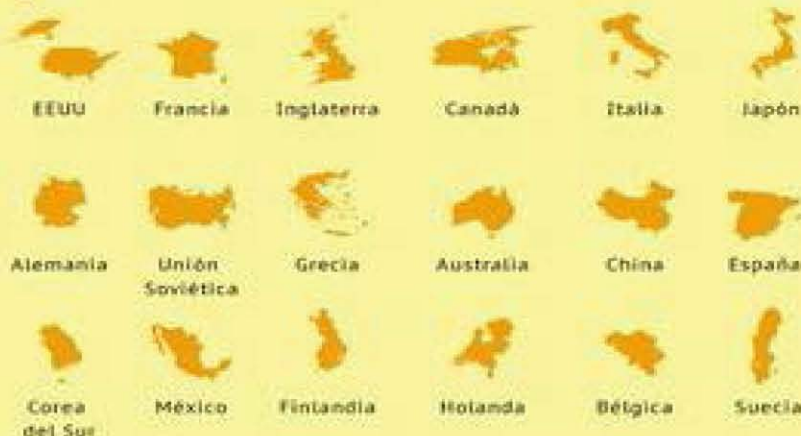 EEUU Francia Inglaterra Canadá Italia Japón
Alemania Unión Soviética Grecia Australia China España
Corea del Sur México Finlandia Holanda Bélgica Suecia